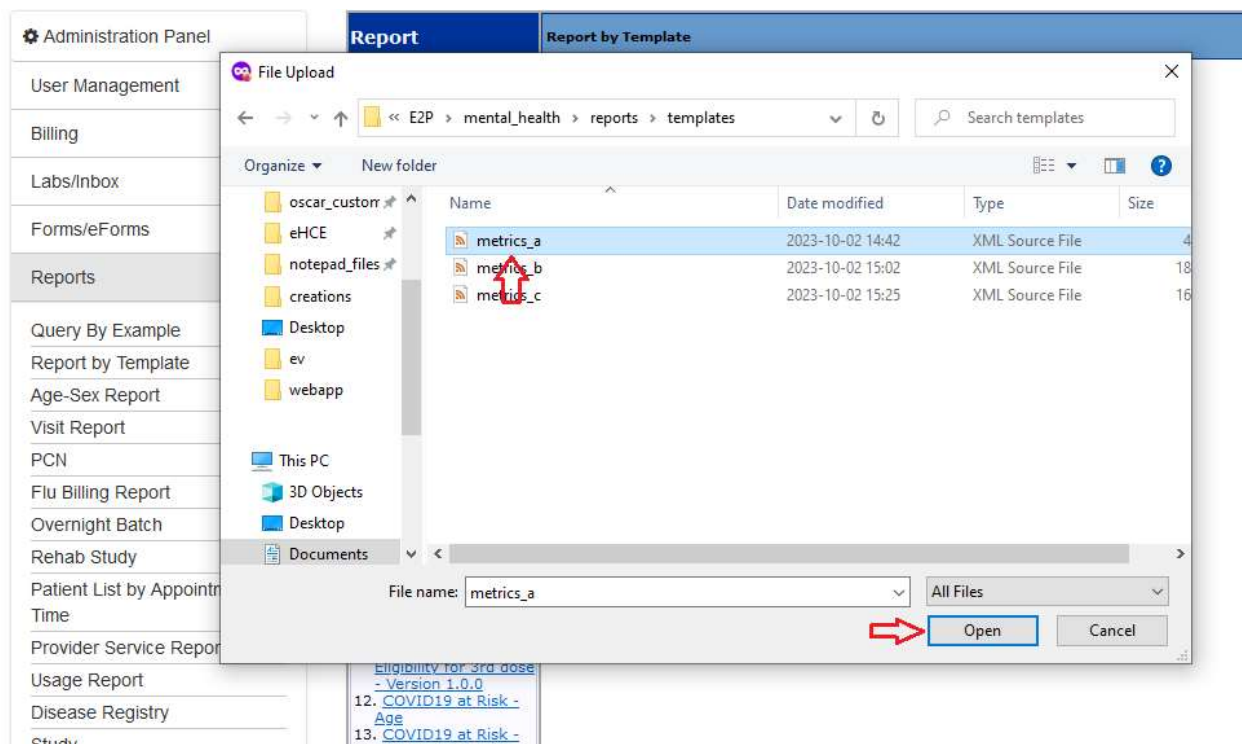 Administration Panel
User Management
Billing
Labs/Inbox
Forms/eForms
Reports
Query By Example
Report by Template
Age-Sex Report
Visit Report
PCN
Flu Billing Report
Overnight Batch
Rehab Study
Patient List by Appointm
Time
Provider Service Repor
Usage Report
Disease Registry
Study
Report
Report by Template
File Upload
« E2P › mental_health › reports › templates
Search templates
Organize
New folder
oscar_custom
eHCE
notepad_files
creations
Desktop
ev
webapp
This PC
3D Objects
Desktop
Documents
Name Date modified Type Size
metrics_a 2023-10-02 14:42 XML Source File 4
metrics_b 2023-10-02 15:02 XML Source File 18
metrics_c 2023-10-02 15:25 XML Source File 16
File name: metrics_a All Files
Open Cancel
Eligibility for 3rd dose
- Version 1.0.0
12. COVID19 at Risk -
Age
13. COVID19 at Risk -